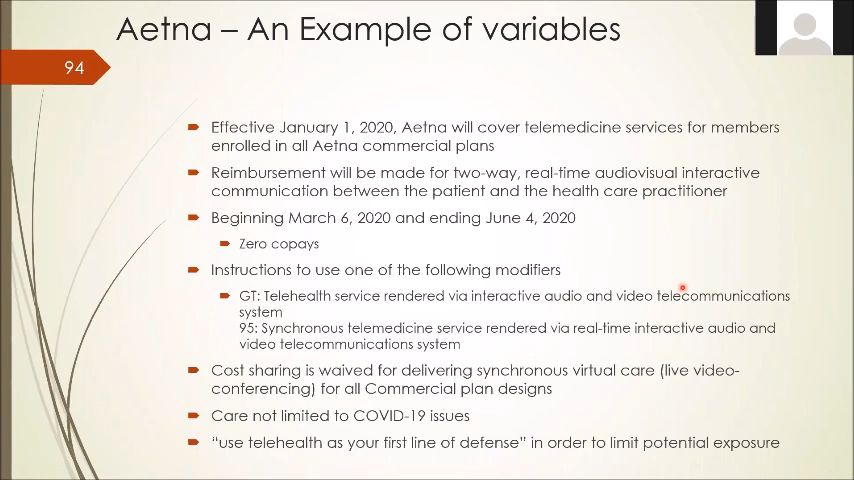 Aetna – An Example of variables
94
Effective January 1, 2020, Aetna will cover telemedicine services for members
enrolled in all Aetna commercial plans
Reimbursement will be made for two-way, real-time audiovisual interactive
communication between the patient and the health care practitioner
Beginning March 6, 2020 and ending June 4, 2020
Zero copays
Instructions to use one of the following modifiers
GT: Telehealth service rendered via interactive audio and video telecommunications
system
95: Synchronous telemedicine service rendered via real-time interactive audio and
video telecommunications system
Cost sharing is waived for delivering synchronous virtual care (live video-
conferencing) for all Commercial plan designs
Care not limited to COVID-19 issues
“use telehealth as your first line of defense” in order to limit potential exposure